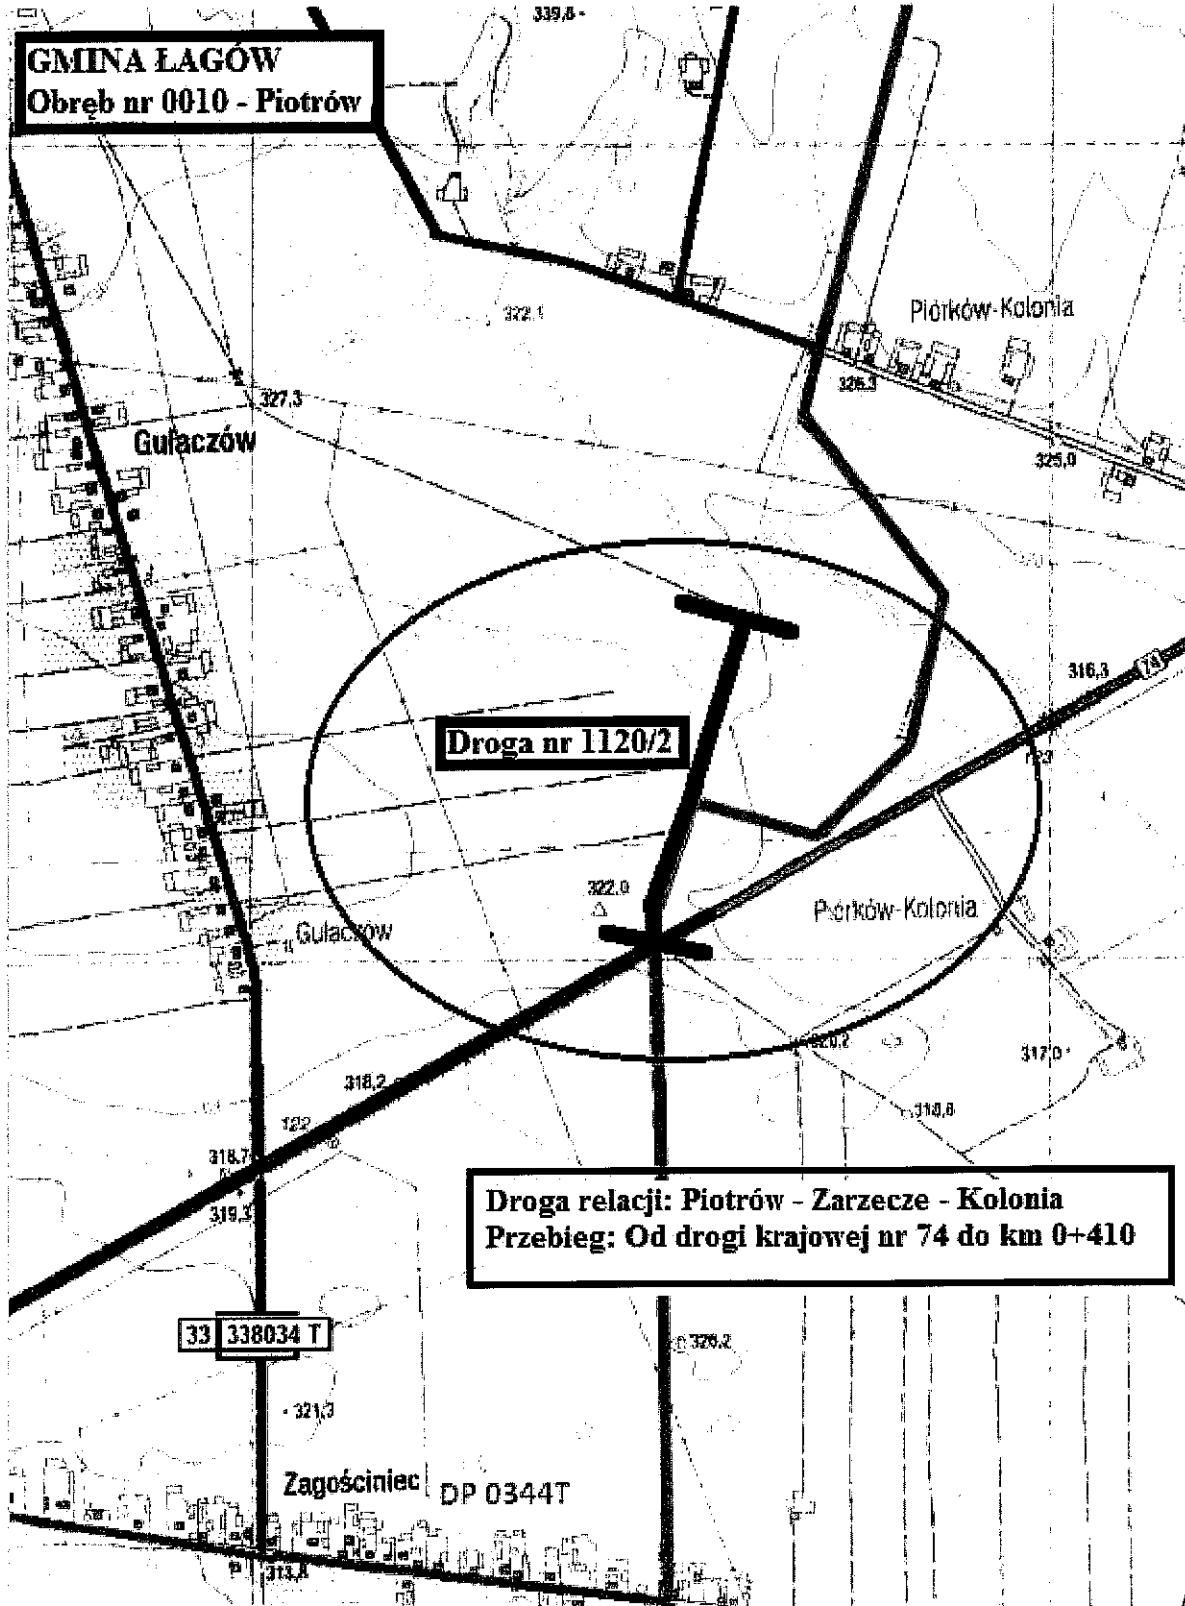 339,8
GMINA ŁAGÓW
Obręb nr 0010 - Piotrów
322,1
Piórków-Kolonia
326,3
327,3
Gułaczów
325,0
320
316,3
74
Droga nr 1120/2
123
322,0
Piórków-Kolonia
Gułaczów
320,2
317,0
318,2
318,8
122
318,7
319,3
Droga relacji: Piotrów - Zarzecze - Kolonia
Przebieg: Od drogi krajowej nr 74 do km 0+410
33 338034 T
326,2
321,3
Zagościniec
DP 0344T
313,8